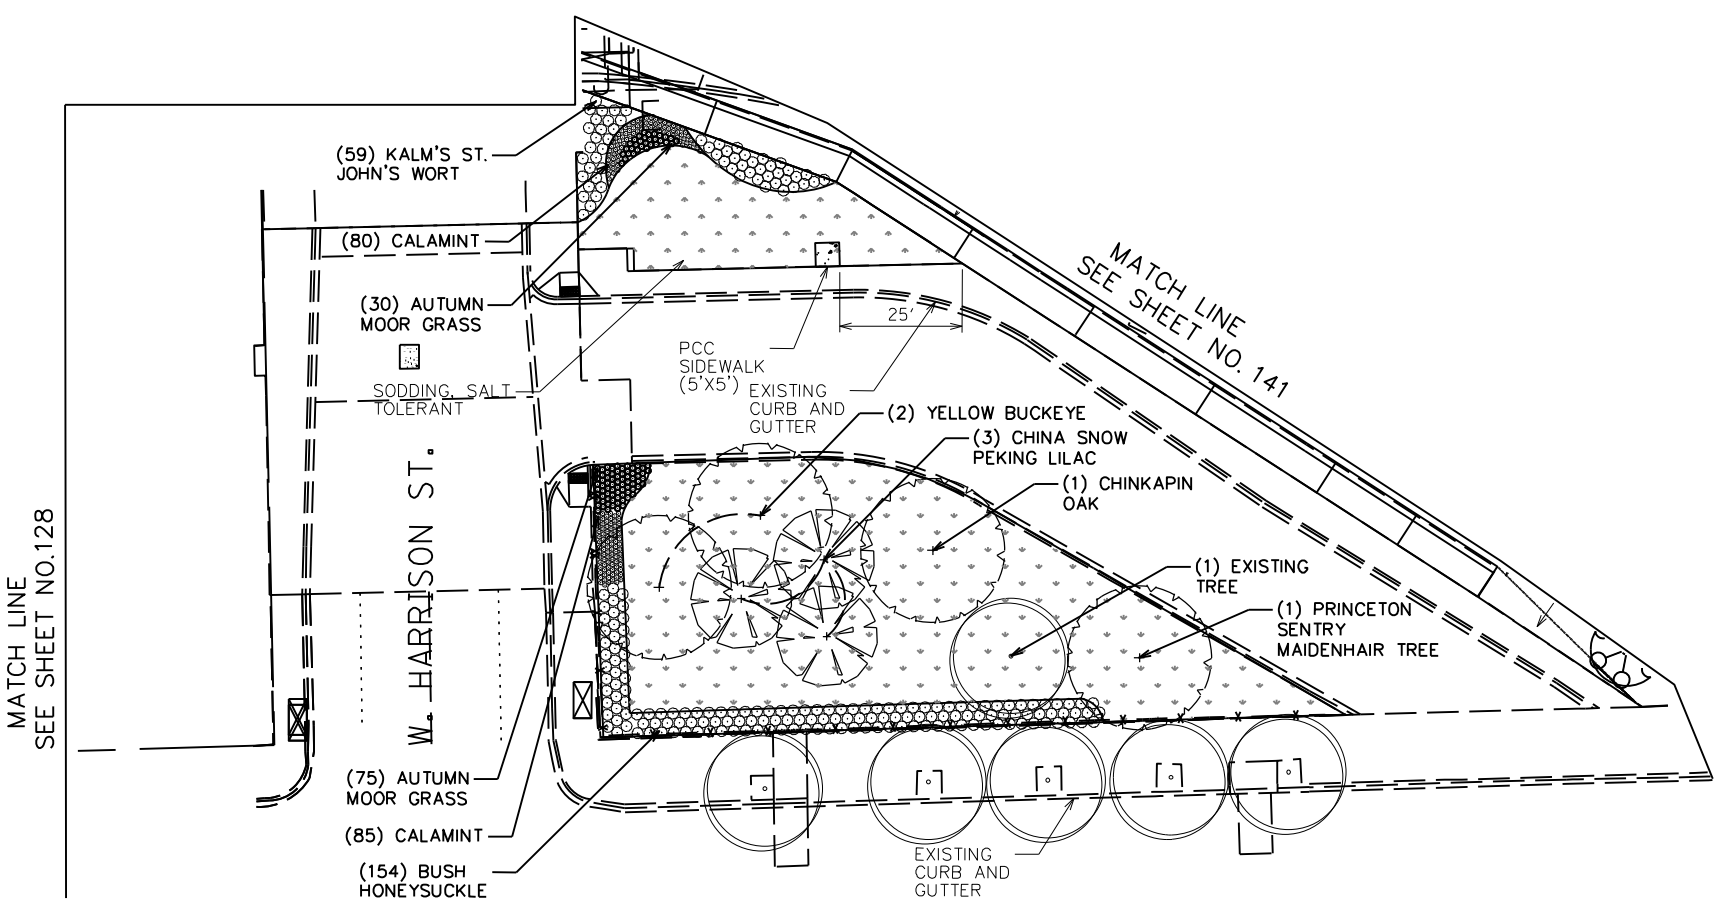 (59) KALM'S ST.
JOHN'S WORT
(80) CALAMINT
(30) AUTUMN
MOOR GRASS
SODDING, SALT
TOLERANT
PCC
SIDEWALK
(5'X5')
25'
EXISTING
CURB AND
GUTTER
MATCH LINE
SEE SHEET NO. 141
(2) YELLOW BUCKEYE
(3) CHINA SNOW
PEKING LILAC
(1) CHINKAPIN
OAK
(1) EXISTING
TREE
(1) PRINCETON
SENTRY
MAIDENHAIR TREE
MATCH LINE
SEE SHEET NO.128
W. HARRISON ST.
(75) AUTUMN
MOOR GRASS
(85) CALAMINT
(154) BUSH
HONEYSUCKLE
EXISTING
CURB AND
GUTTER